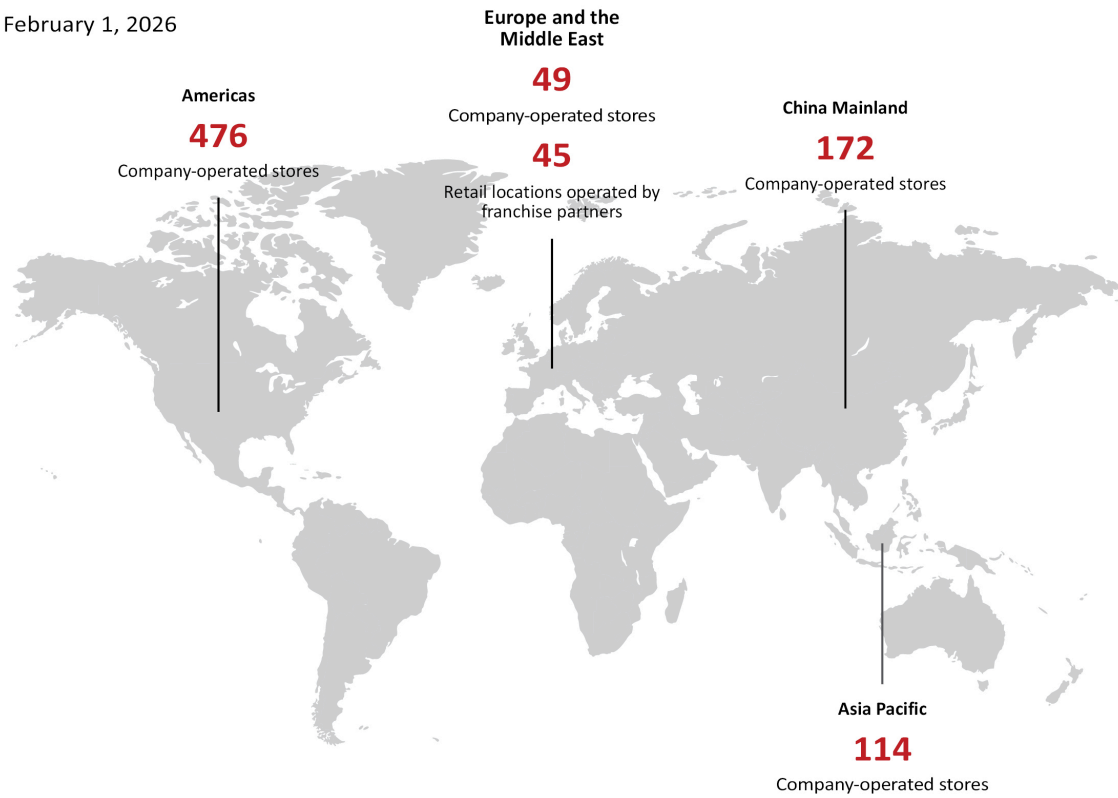 February 1, 2026
Europe and the
Middle East
49
Company-operated stores
45
Retail locations operated by
franchise partners
Americas
476
Company-operated stores
China Mainland
172
Company-operated stores
Asia Pacific
114
Company-operated stores